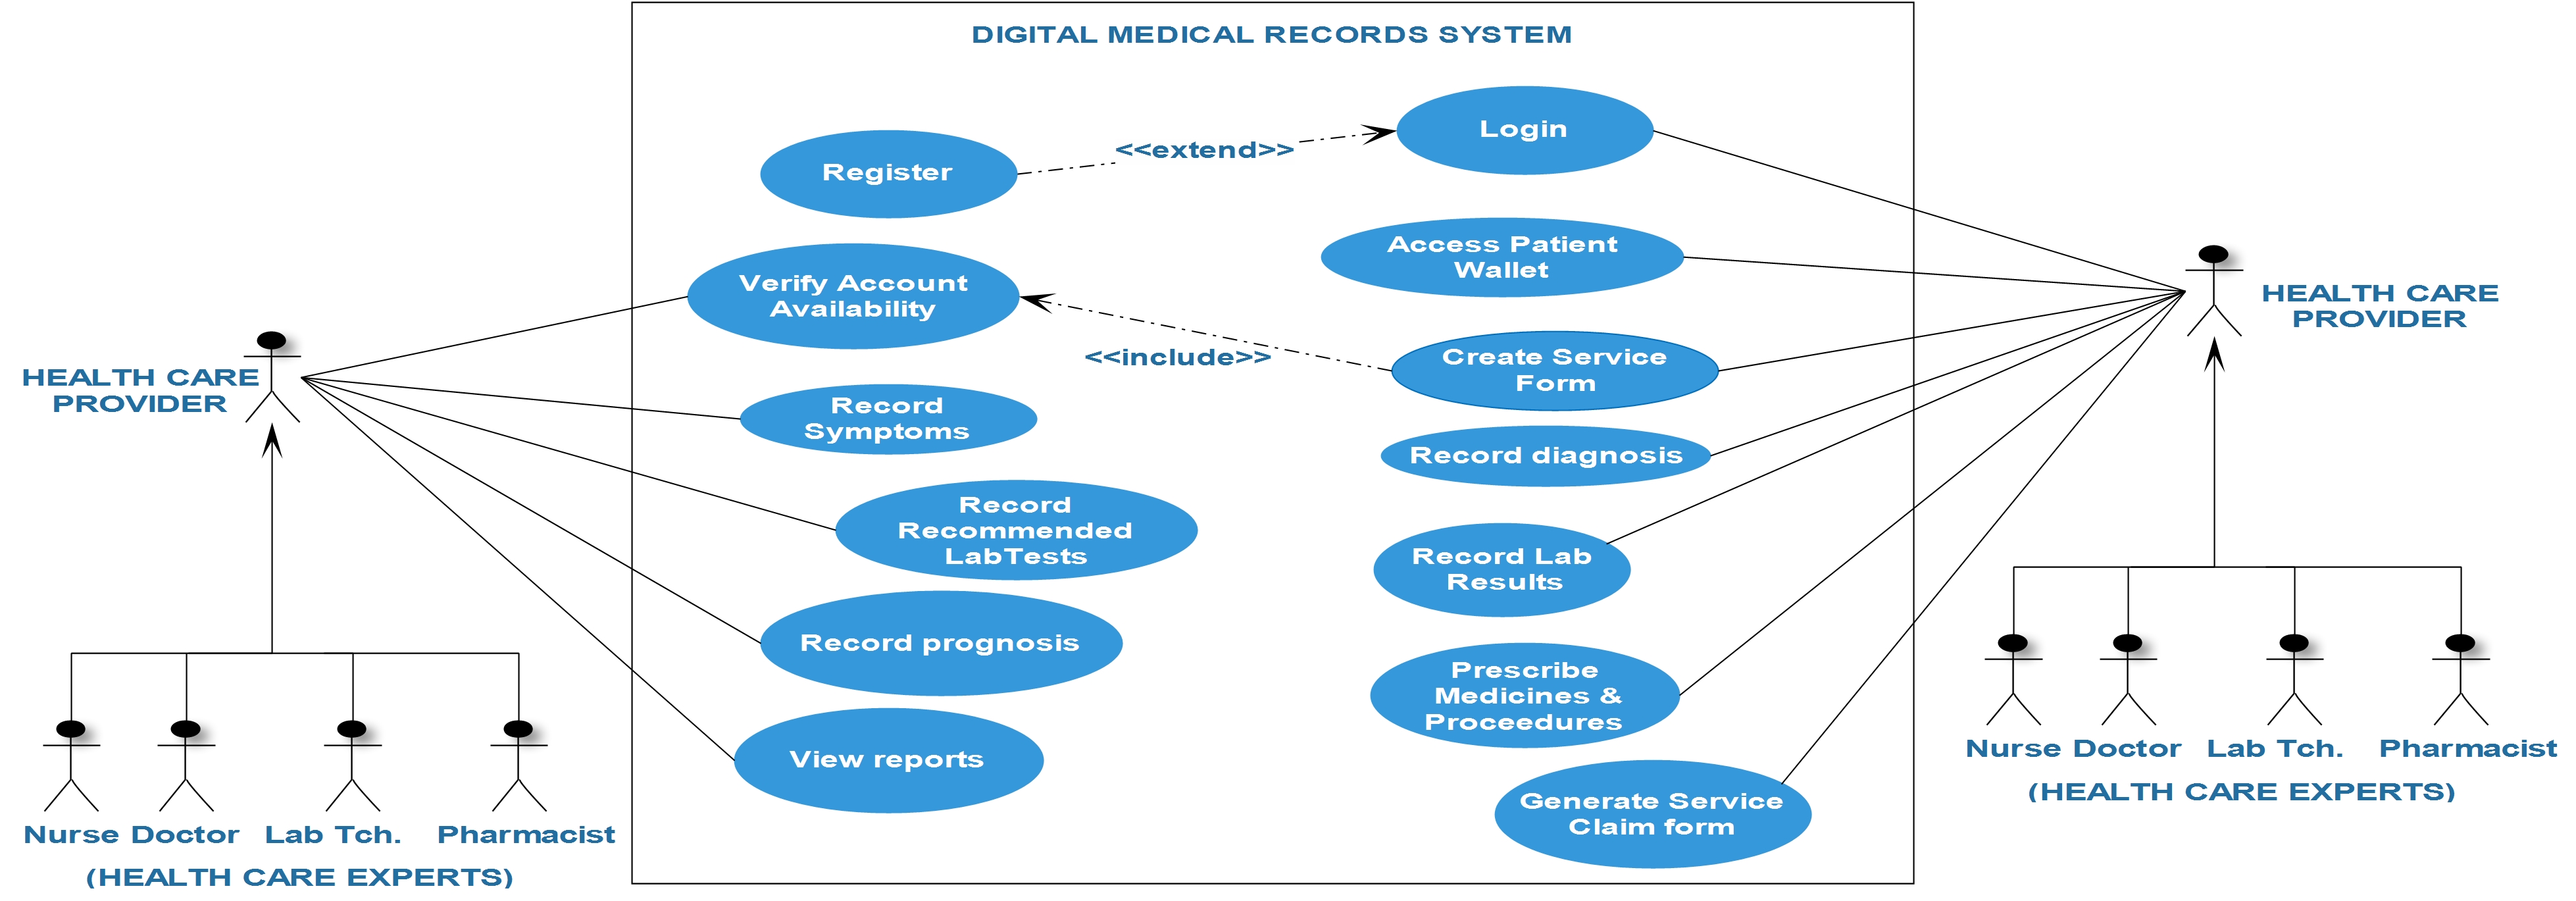 DIGITAL MEDICAL RECORDS SYSTEM
Register
<<extend>>
Login
Verify Account
Availability
Access Patient
Wallet
<<include>>
Create Service
Form
Record
Symptoms
Record diagnosis
Record
Recommended
LabTests
Record Lab
Results
Record prognosis
Prescribe
Medicines &
Proceedures
View reports
Generate Service
Claim form
HEALTH CARE
PROVIDER
Nurse Doctor Lab Tch. Pharmacist
(HEALTH CARE EXPERTS)
HEALTH CARE
PROVIDER
Nurse Doctor Lab Tch. Pharmacist
(HEALTH CARE EXPERTS)